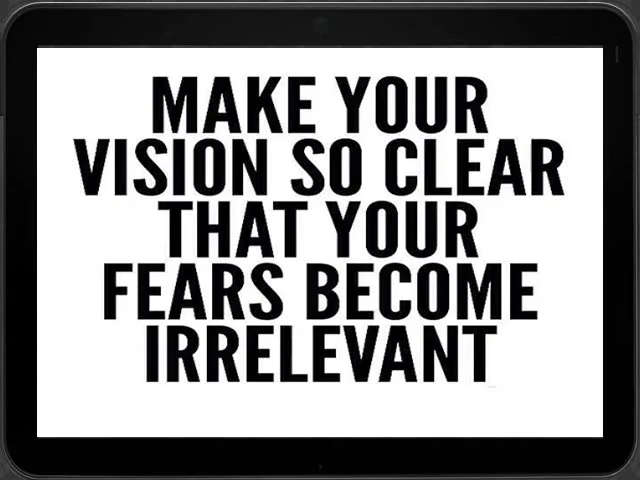 MAKE YOUR
VISION SO CLEAR
THAT YOUR
FEARS BECOME
IRRELEVANT